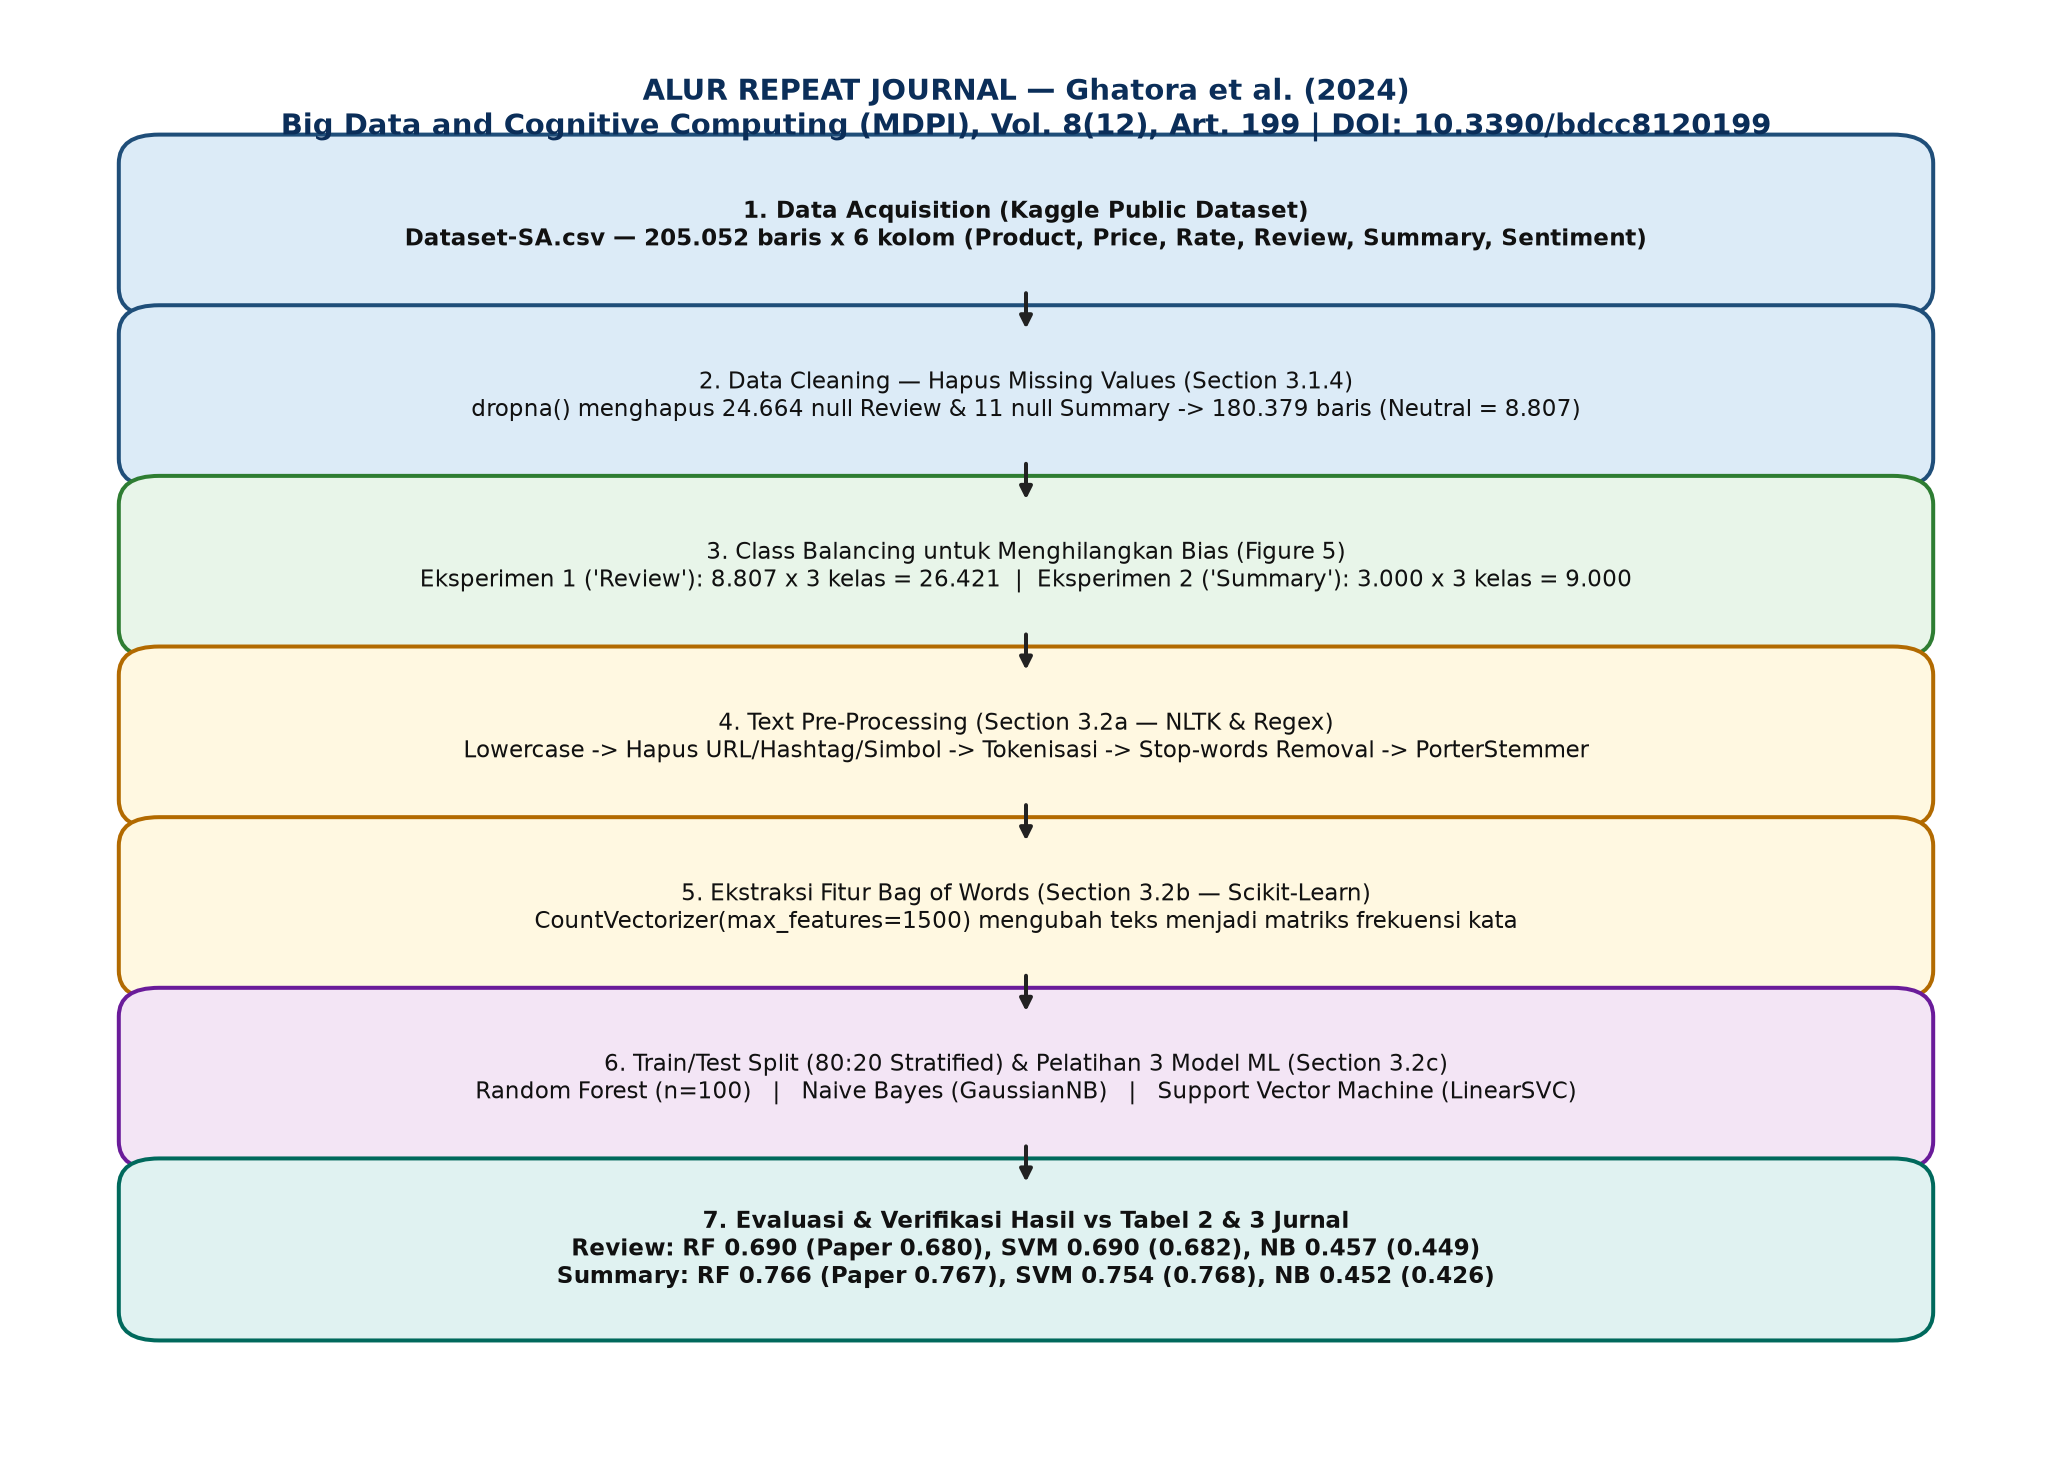 ALUR REPEAT JOURNAL — Ghatora et al. (2024)
Big Data and Cognitive Computing (MDPI), Vol. 8(12), Art. 199 | DOI: 10.3390/bdcc8120199
1. Data Acquisition (Kaggle Public Dataset)
Dataset-SA.csv — 205.052 baris x 6 kolom (Product, Price, Rate, Review, Summary, Sentiment)
2. Data Cleaning — Hapus Missing Values (Section 3.1.4)
dropna() menghapus 24.664 null Review & 11 null Summary -> 180.379 baris (Neutral = 8.807)
3. Class Balancing untuk Menghilangkan Bias (Figure 5)
Eksperimen 1 ('Review'): 8.807 x 3 kelas = 26.421 | Eksperimen 2 ('Summary'): 3.000 x 3 kelas = 9.000
4. Text Pre-Processing (Section 3.2a — NLTK & Regex)
Lowercase -> Hapus URL/Hashtag/Simbol -> Tokenisasi -> Stop-words Removal -> PorterStemmer
5. Ekstraksi Fitur Bag of Words (Section 3.2b — Scikit-Learn)
CountVectorizer(max_features=1500) mengubah teks menjadi matriks frekuensi kata
6. Train/Test Split (80:20 Stratified) & Pelatihan 3 Model ML (Section 3.2c)
Random Forest (n=100) | Naive Bayes (GaussianNB) | Support Vector Machine (LinearSVC)
7. Evaluasi & Verifikasi Hasil vs Tabel 2 & 3 Jurnal
Review: RF 0.690 (Paper 0.680), SVM 0.690 (0.682), NB 0.457 (0.449)
Summary: RF 0.766 (Paper 0.767), SVM 0.754 (0.768), NB 0.452 (0.426)